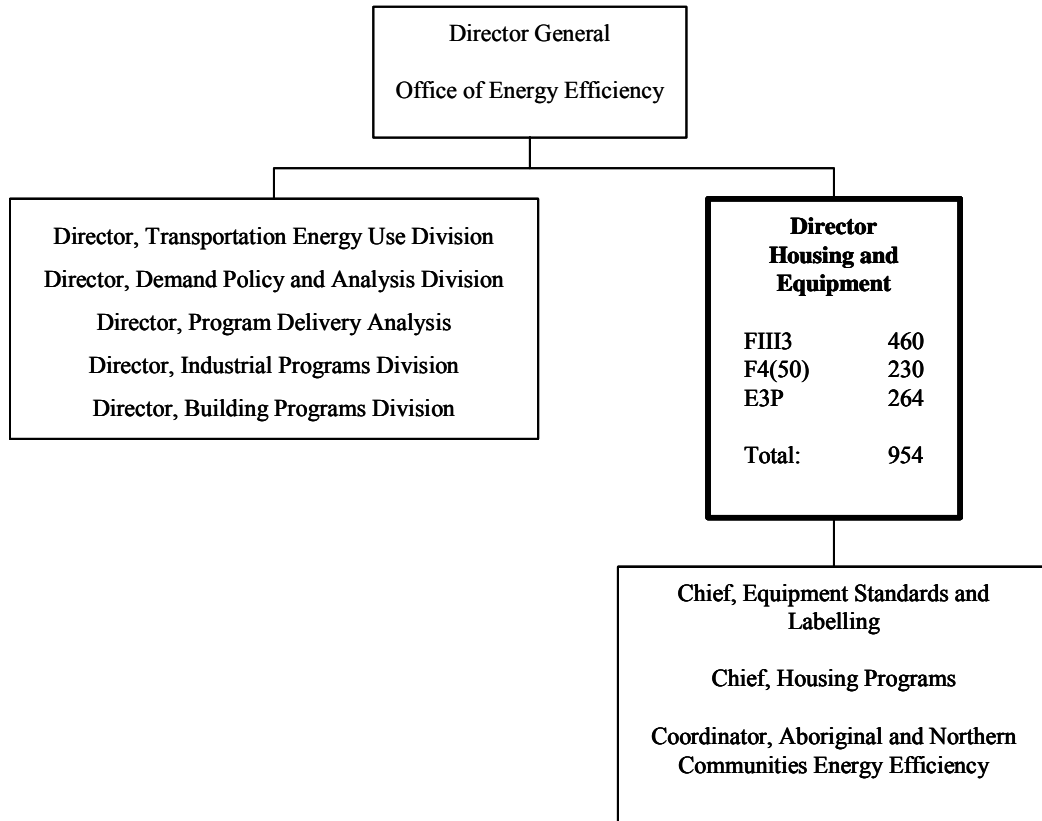 Director General
Office of Energy Efficiency
Director, Transportation Energy Use Division
Director, Demand Policy and Analysis Division
Director, Program Delivery Analysis
Director, Industrial Programs Division
Director, Building Programs Division
Director
Housing and
Equipment
FIII3 460
F4(50) 230
E3P 264
Total: 954
Chief, Equipment Standards and
Labelling
Chief, Housing Programs
Coordinator, Aboriginal and Northern
Communities Energy Efficiency